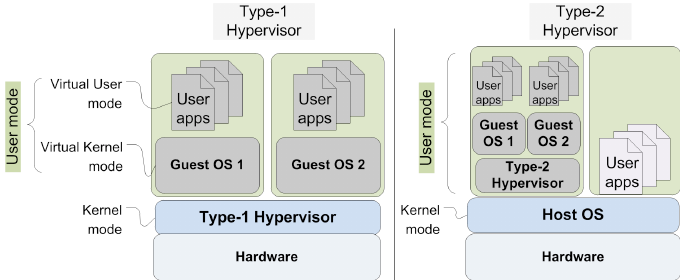 Type-1
Hypervisor
User mode
Virtual User
mode
Virtual Kernel
mode
Kernel
mode
User
apps
User
apps
Guest OS 1
Guest OS 2
Type-1 Hypervisor
Hardware
Type-2
Hypervisor
User mode
Kernel
mode
User
apps
User
apps
Guest
OS 1
Guest
OS 2
Type-2
Hypervisor
User
apps
Host OS
Hardware